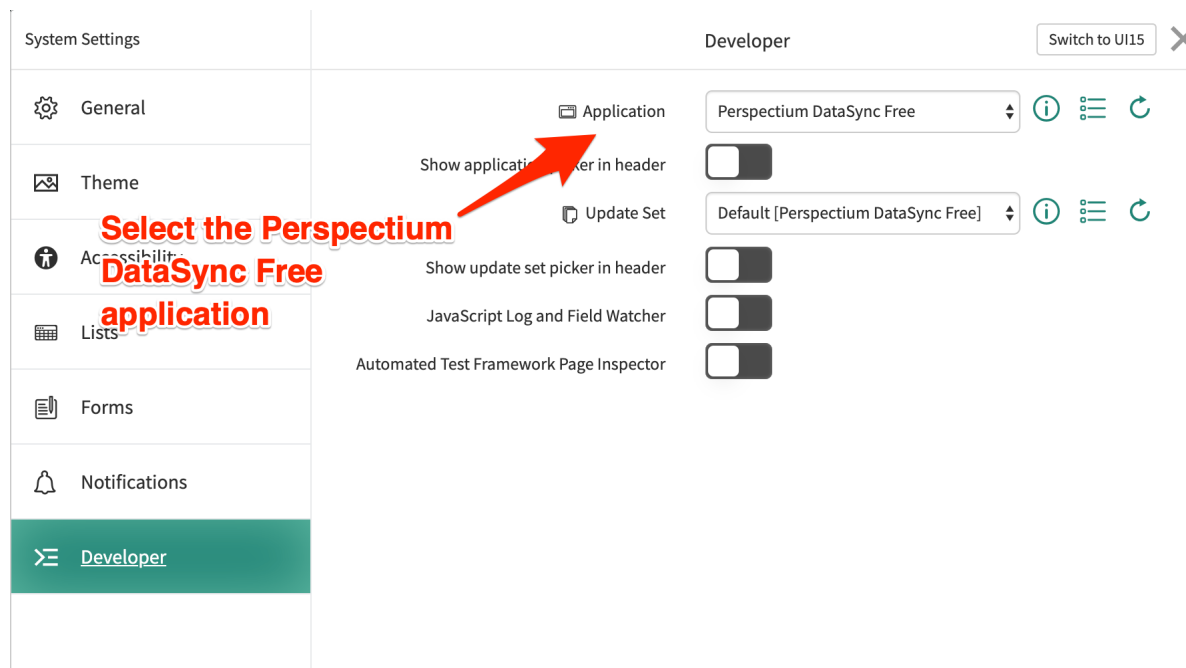 System Settings
Developer
Switch to UI15
General
Theme
Accessibility
Lists
Forms
Notifications
Developer
Application
Perspectium DataSync Free
Show application picker in header
Update Set
Default [Perspectium DataSync Free]
Show update set picker in header
JavaScript Log and Field Watcher
Automated Test Framework Page Inspector
Select the Perspectium
DataSync Free
application